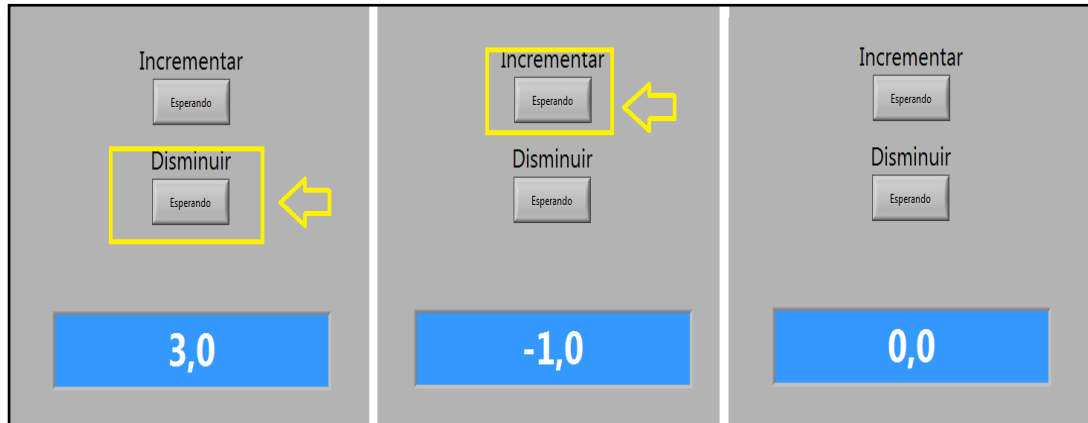 Incrementar
Esperando
Disminuir
Esperando
3,0
Incrementar
Esperando
Disminuir
Esperando
-1,0
Incrementar
Esperando
Disminuir
Esperando
0,0